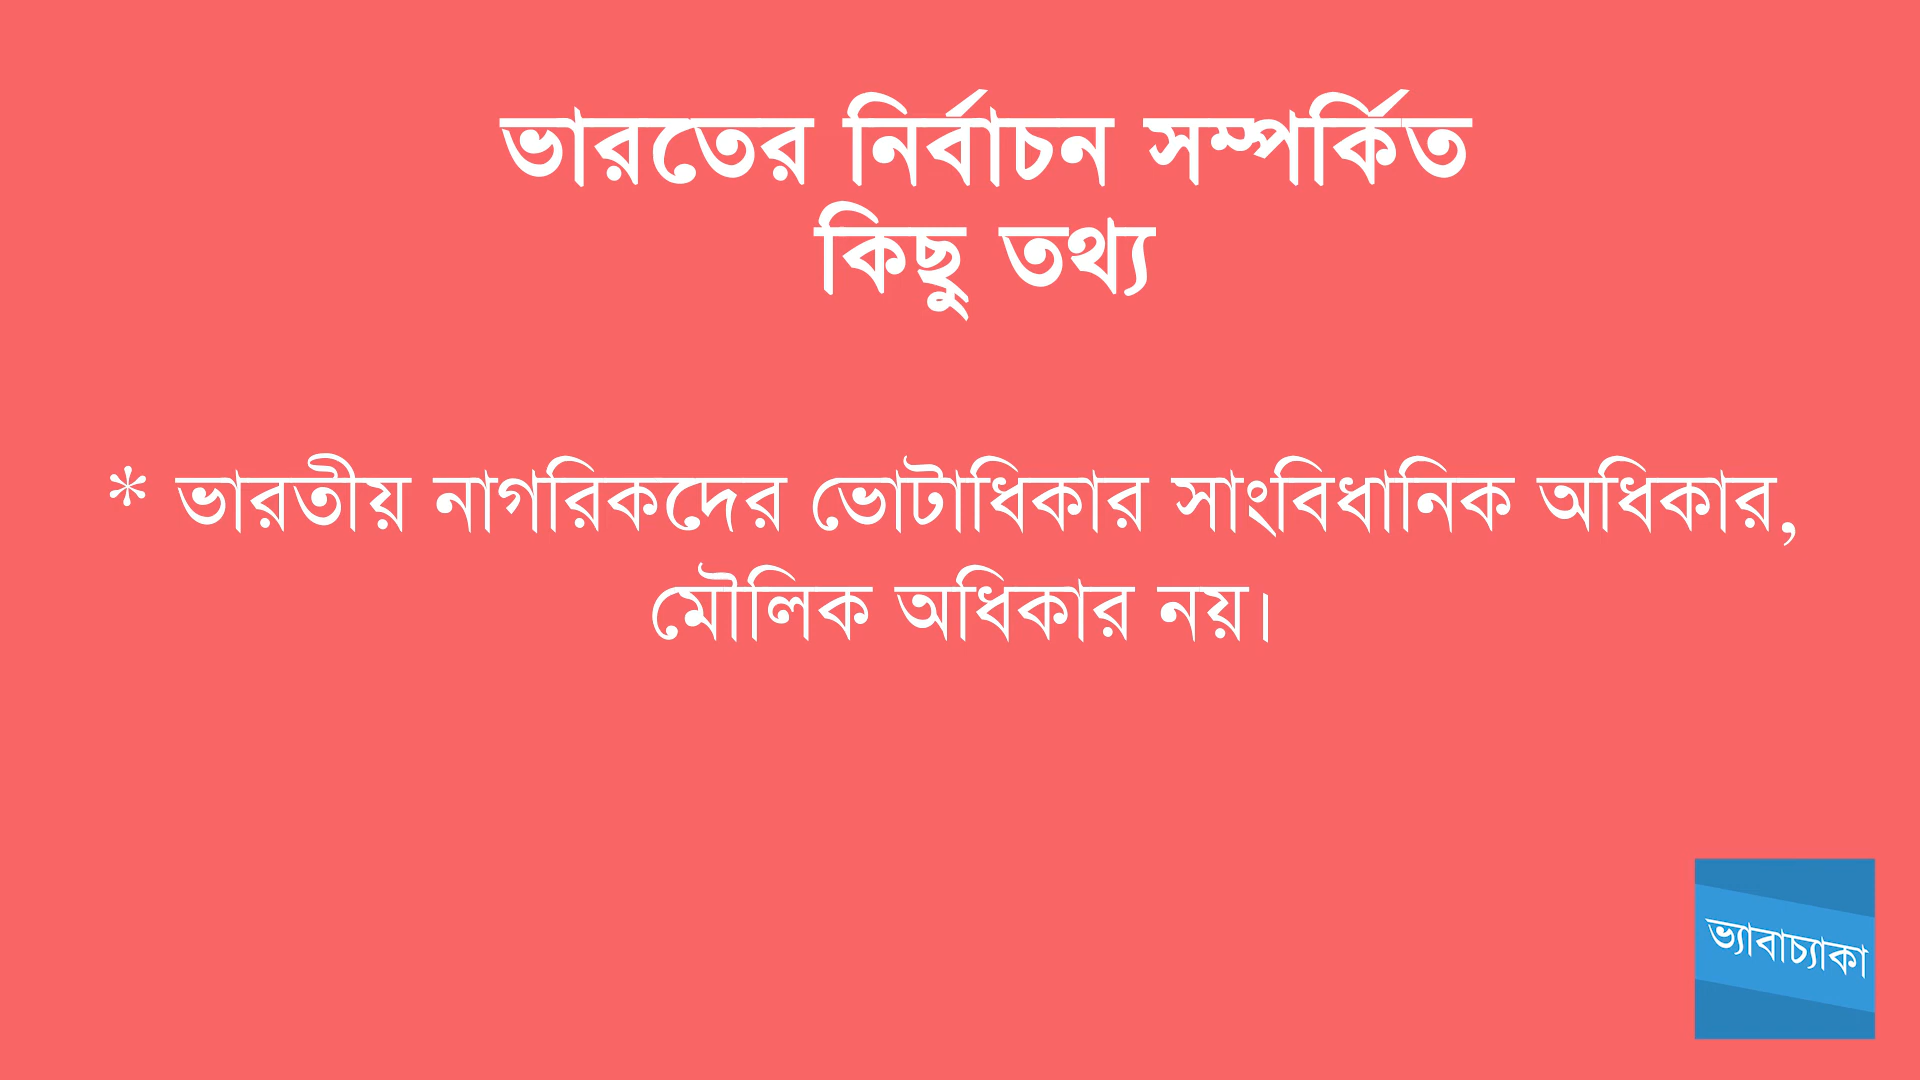 ভারতের নির্বাচন সম্পর্কিত
কিছু তথ্য
* ভারতীয় নাগরিকদের ভোটাধিকার সাংবিধানিক অধিকার,
মৌলিক অধিকার নয়।
ভ্যাবাচ্যাকা